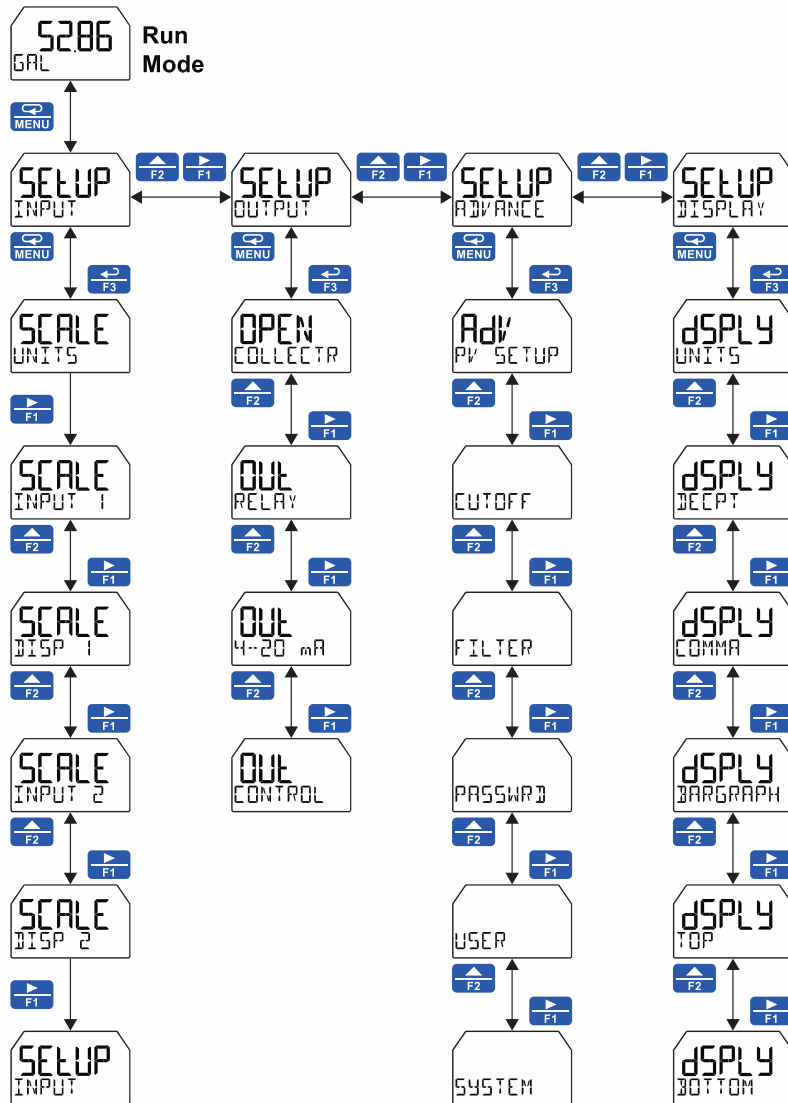 52.86
GAL
Run
Mode
MENU
F2 F1 F2 F1 F2 F1
SEtUP SEtUP SEtUP SEtUP
INPUT OUTPUT ADVANCE DISPLAY
MENU MENU MENU MENU
F3 F3 F3 F3
SCALE OPEN Adv dSPLY
UNITS COLLECTR PV SETUP UNITS
F1 F2 F2 F2
F1 F1 F1
SCALE OUt dSPLY
INPUT 1 RELAY CUTOFF DECPT
F2 F2 F2 F2
F1 F1 F1 F1
SCALE OUt dSPLY
DISP 1 4-20 mA FILTER COMMA
F2 F2 F2 F2
F1 F1 F1 F1
SCALE OUt dSPLY
INPUT 2 CONTROL PASSWRD BARGRAPH
F2 F2 F2
F1 F1 F1
SCALE dSPLY
DISP 2 USER TOP
F1 F2 F2
F1 F1
SEtUP dSPLY
INPUT SYSTEM BOTTOM